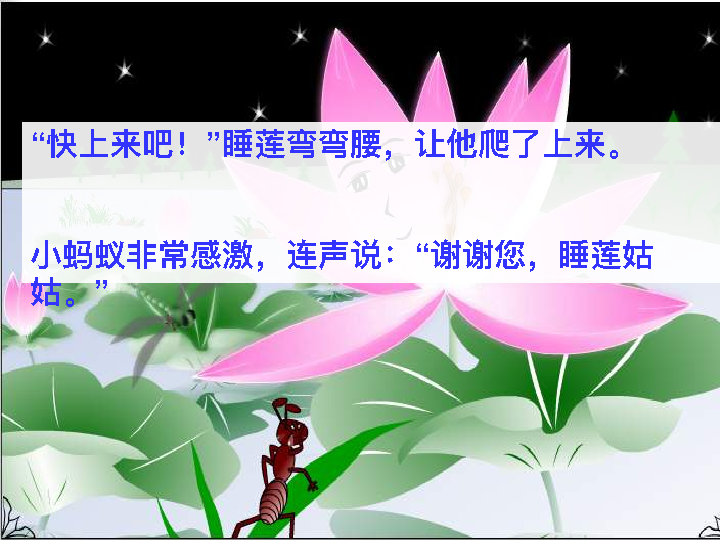 “快上来吧！”睡莲弯弯腰，让他爬了上来。
小蚂蚁非常感激，连声说：“谢谢您，睡莲姑
姑。”